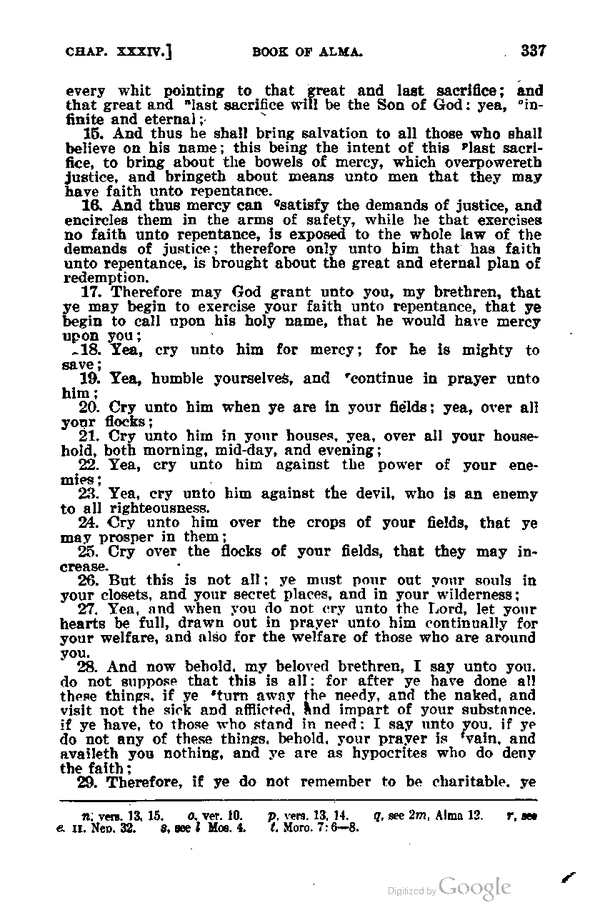 CHAP. XXXIV.] BOOK OF ALMA. 337
every whit pointing to that great and last sacrifice; and
that great and ⁿlast sacrifice will be the Son of God: yea, ᵒin-
finite and eternal;
15. And thus he shall bring salvation to all those who shall
believe on his name; this being the intent of this ᵖlast sacri-
fice, to bring about the bowels of mercy, which overpowereth
justice, and bringeth about means unto men that they may
have faith unto repentance.
16. And thus mercy can qsatisfy the demands of justice, and
encircles them in the arms of safety, while he that exercises
no faith unto repentance, is exposed to the whole law of the
demands of justice; therefore only unto him that has faith
unto repentance, is brought about the great and eternal plan of
redemption.
17. Therefore may God grant unto you, my brethren, that
ye may begin to exercise your faith unto repentance, that ye
begin to call upon his holy name, that he would have mercy
upon you;
18. Yea, cry unto him for mercy; for he is mighty to
save;
19. Yea, humble yourselves, and ʳcontinue in prayer unto
him;
20. Cry unto him when ye are in your fields; yea, over all
your flocks;
21. Cry unto him in your houses, yea, over all your house-
hold, both morning, mid-day, and evening;
22. Yea, cry unto him against the power of your ene-
mies;
23. Yea, cry unto him against the devil, who is an enemy
to all righteousness.
24. Cry unto him over the crops of your fields, that ye
may prosper in them;
25. Cry over the flocks of your fields, that they may in-
crease.
26. But this is not all; ye must pour out your souls in
your closets, and your secret places, and in your wilderness;
27. Yea, and when you do not cry unto the Lord, let your
hearts be full, drawn out in prayer unto him continually for
your welfare, and also for the welfare of those who are around
you.
28. And now behold, my beloved brethren, I say unto you,
do not suppose that this is all: for after ye have done all
these things, if ye ˢturn away the needy, and the naked, and
visit not the sick and afflicted, and impart of your substance,
if ye have, to those who stand in need: I say unto you, if ye
do not any of these things, behold, your prayer is ᵗvain, and
availeth you nothing, and ye are as hypocrites who do deny
the faith;
29. Therefore, if ye do not remember to be charitable, ye
n, vers. 13, 15. o, ver. 10. p, vers. 13, 14. q, see 2m, Alma 12. r, see
e. II. Nep. 32. s, see l Mos. 4. t, Moro. 7: 6—8.
Digitized by Google